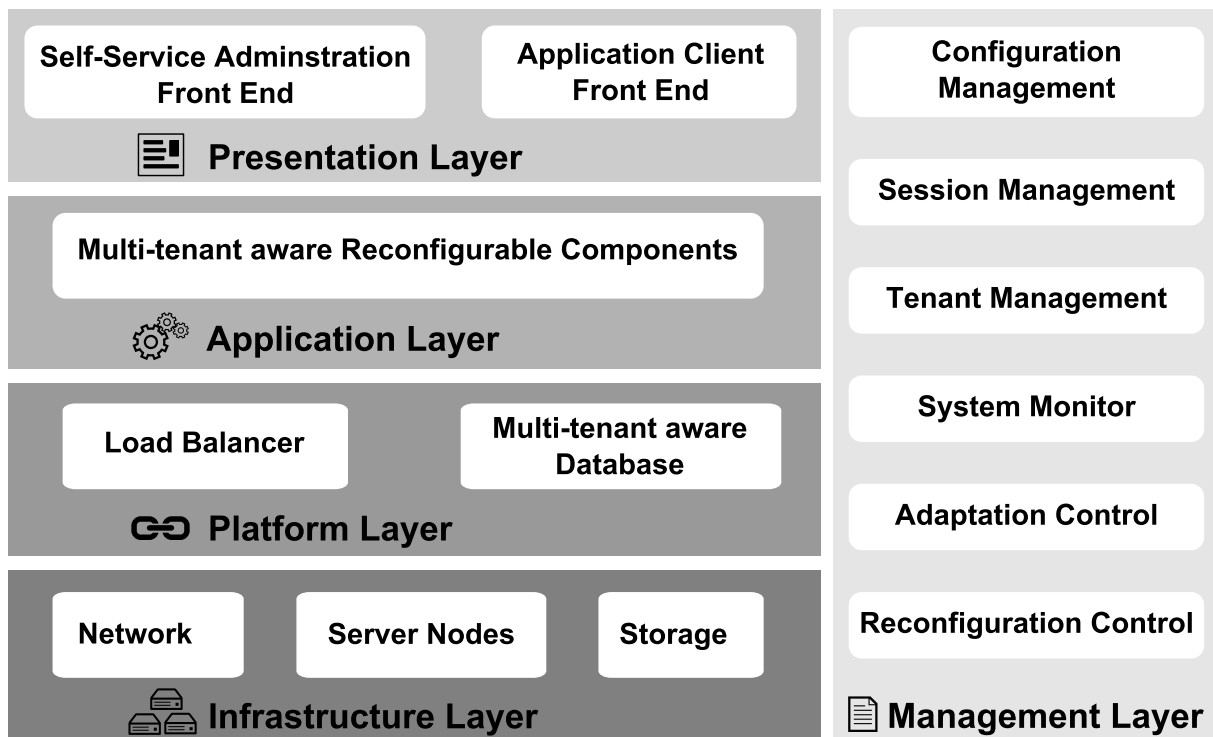 Self-Service Adminstration
Front End
Application Client
Front End
Presentation Layer
Multi-tenant aware Reconfigurable Components
Application Layer
Load Balancer
Multi-tenant aware
Database
Platform Layer
Network
Server Nodes
Storage
Infrastructure Layer
Configuration
Management
Session Management
Tenant Management
System Monitor
Adaptation Control
Reconfiguration Control
Management Layer